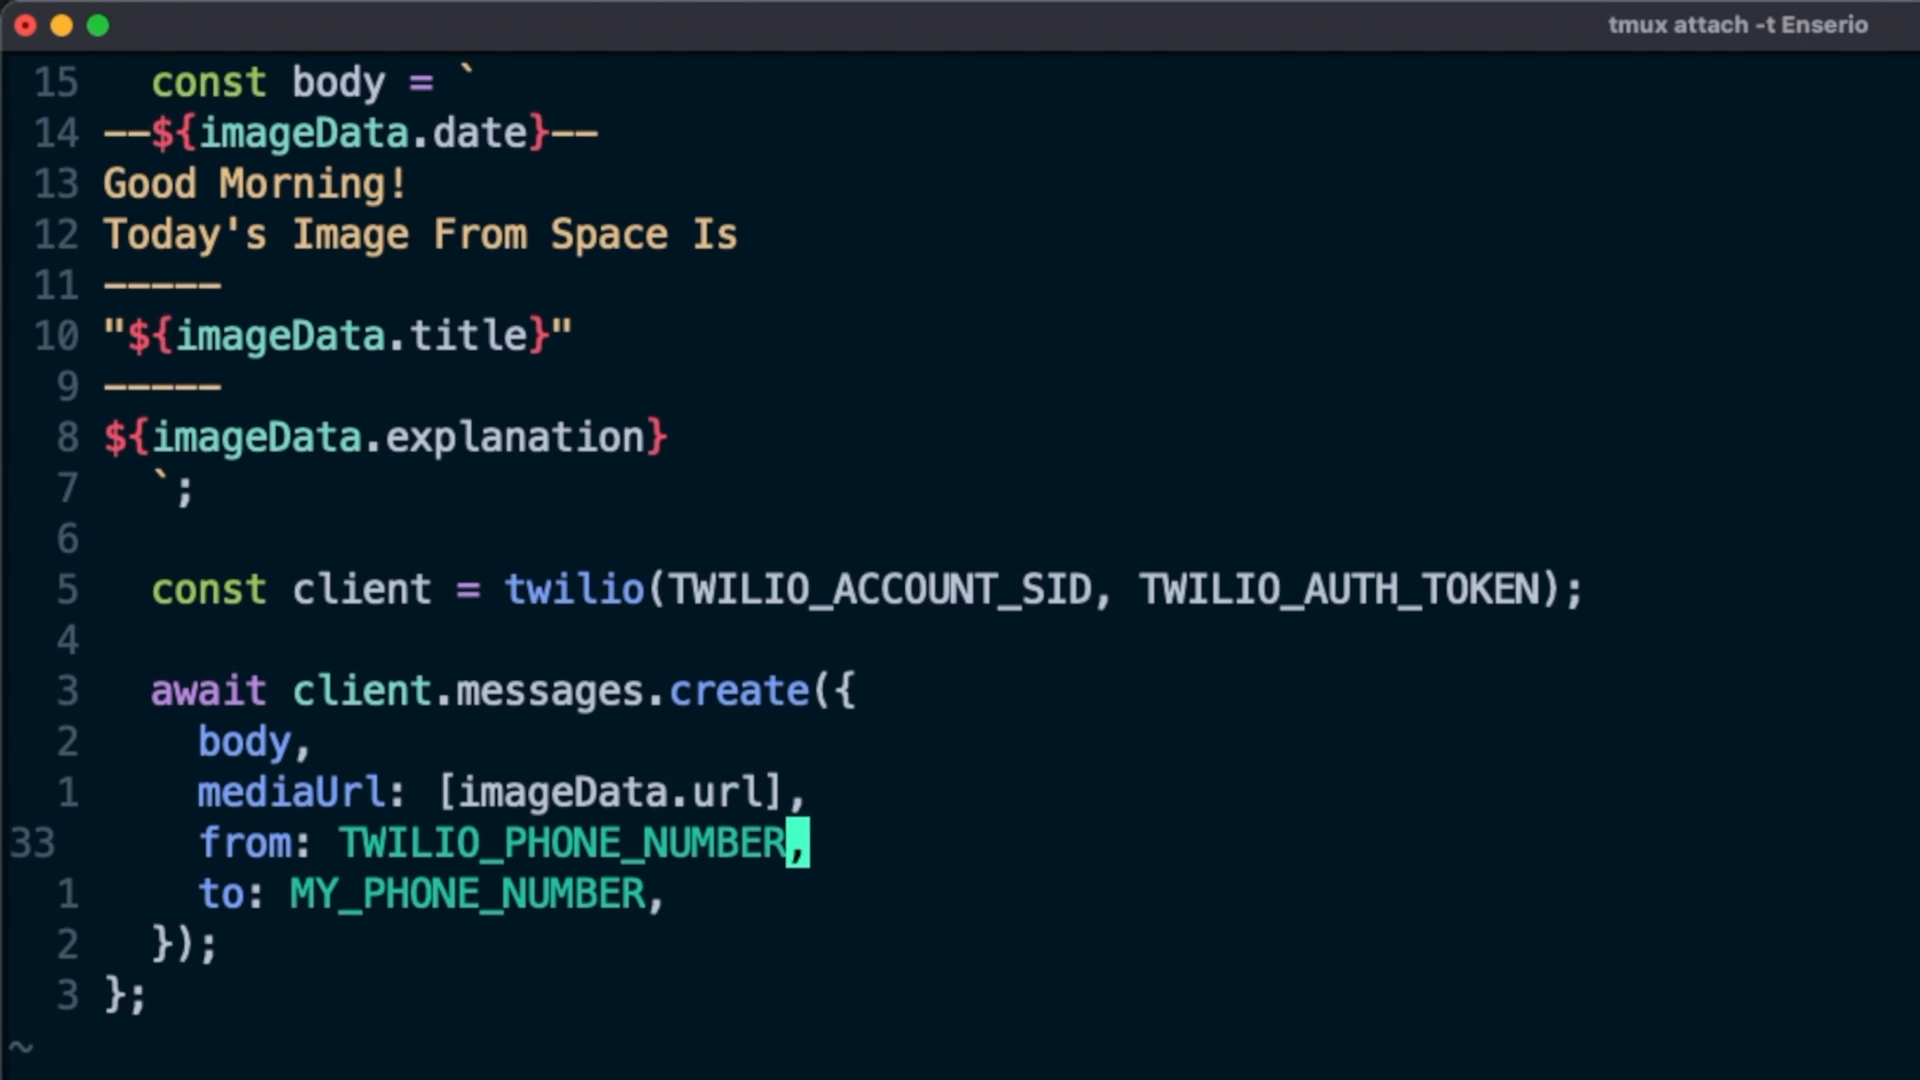 tmux attach -t Enserio
15 const body = `
14 --${imageData.date}--
13 Good Morning!
12 Today's Image From Space Is
11 -----
10 "${imageData.title}"
9 -----
8 ${imageData.explanation}
7 `;
6
5 const client = twilio(TWILIO_ACCOUNT_SID, TWILIO_AUTH_TOKEN);
4
3 await client.messages.create({
2 body,
1 mediaUrl: [imageData.url],
33 from: TWILIO_PHONE_NUMBER,
1 to: MY_PHONE_NUMBER,
2 });
3 };
~